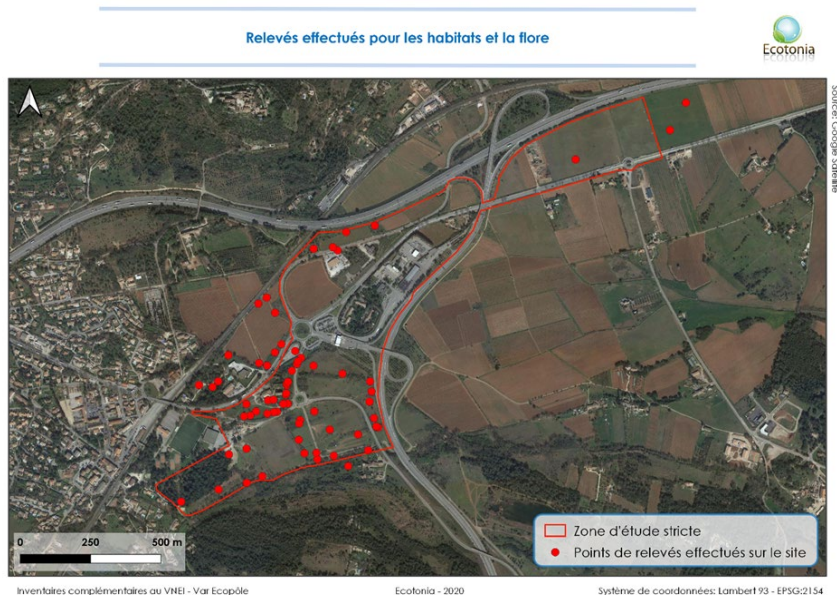 Relevés effectués pour les habitats et la flore
Ecotonia
Source: Google Satellite
0 250 500 m
Zone d'étude stricte
Points de relevés effectués sur le site
Inventaires complémentaires au VNEI - Var Ecopôle
Ecotonia - 2020
Système de coordonnées: Lambert 93 - EPSG:2154